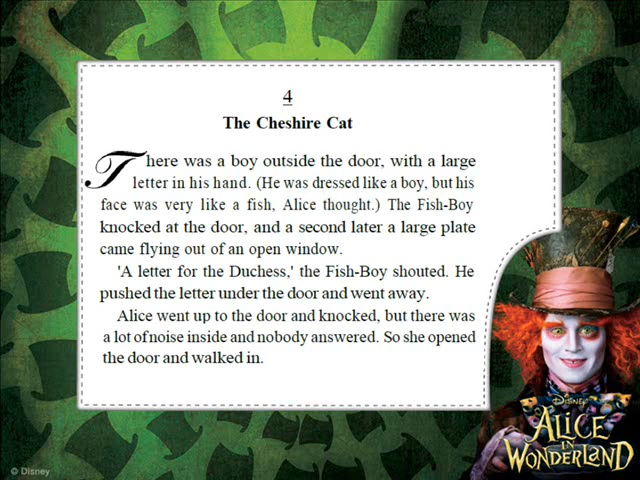 4
The Cheshire Cat
There was a boy outside the door, with a large
letter in his hand. (He was dressed like a boy, but his
face was very like a fish, Alice thought.) The Fish-Boy
knocked at the door, and a second later a large plate
came flying out of an open window.
'A letter for the Duchess,' the Fish-Boy shouted. He
pushed the letter under the door and went away.
Alice went up to the door and knocked, but there was
a lot of noise inside and nobody answered. So she opened
the door and walked in.
DISNEY
ALICE
IN
WONDERLAND
© Disney